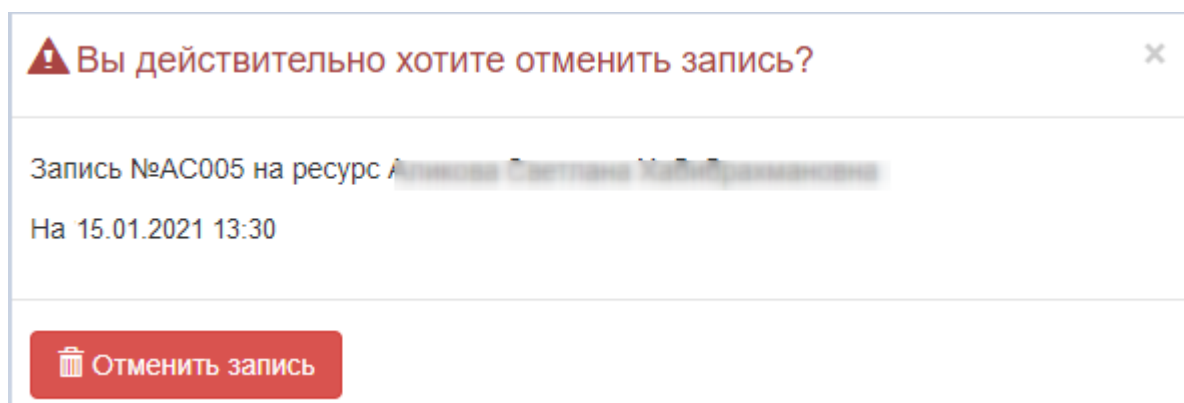 Вы действительно хотите отменить запись?
Запись №АС005 на ресурс
На 15.01.2021 13:30
Отменить запись